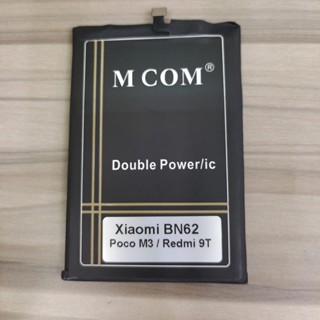 M COM®
Double Power/ic
Xiaomi BN62
Poco M3 / Redmi 9T